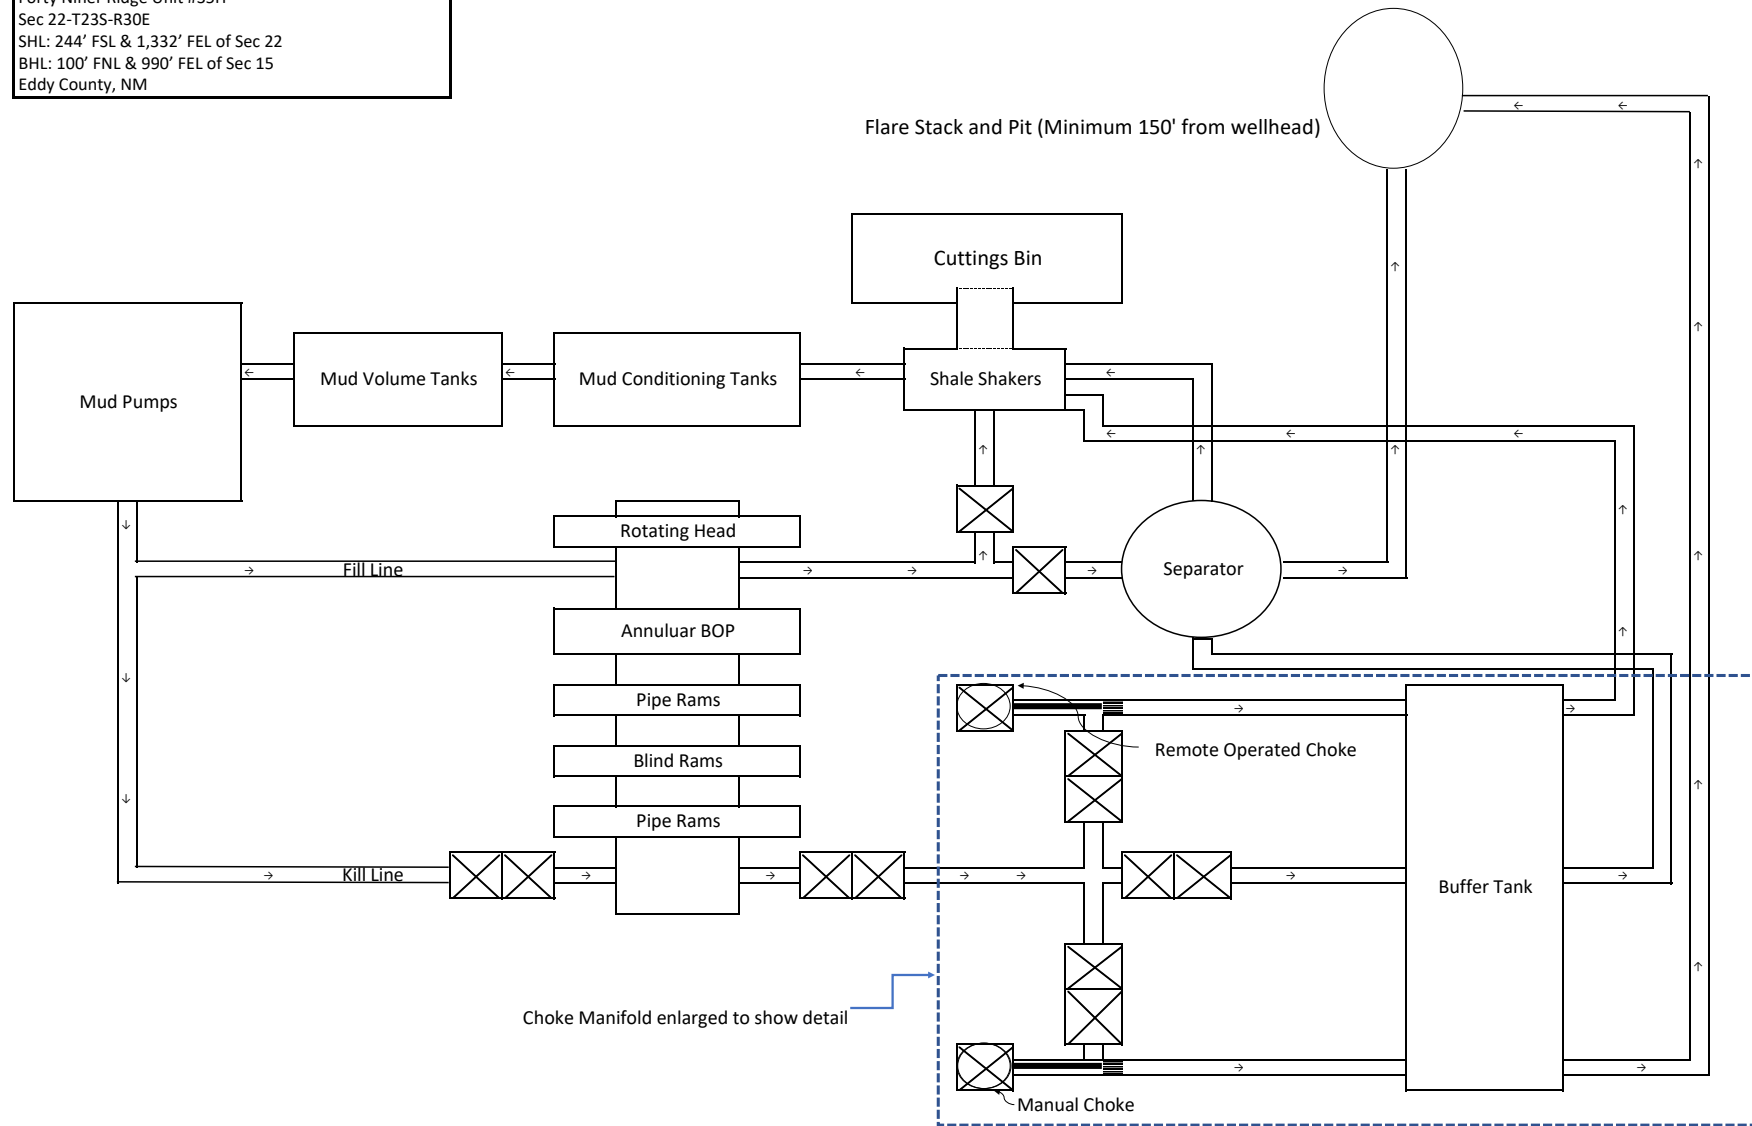 Sec 22-T23S-R30E
SHL: 244’ FSL & 1,332’ FEL of Sec 22
BHL: 100’ FNL & 990’ FEL of Sec 15
Eddy County, NM
Flare Stack and Pit (Minimum 150' from wellhead)
Cuttings Bin
Mud Pumps
Mud Volume Tanks
Mud Conditioning Tanks
Shale Shakers
Rotating Head
Fill Line
Separator
Annuluar BOP
Pipe Rams
Remote Operated Choke
Blind Rams
Pipe Rams
Kill Line
Buffer Tank
Choke Manifold enlarged to show detail
Manual Choke